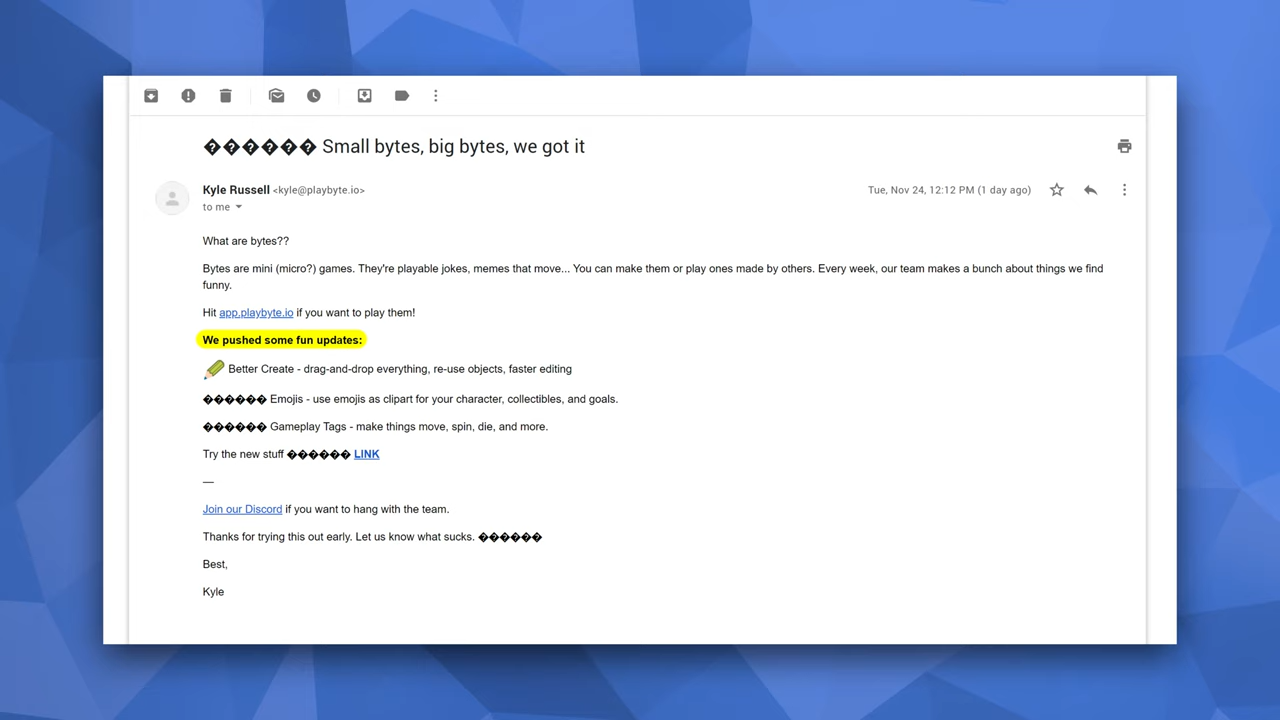 ������ Small bytes, big bytes, we got it
Kyle Russell <kyle@playbyte.io>
Tue, Nov 24, 12:12 PM (1 day ago)
to me
What are bytes??
Bytes are mini (micro?) games. They're playable jokes, memes that move... You can make them or play ones made by others. Every week, our team makes a bunch about things we find
funny.
Hit app.playbyte.io if you want to play them!
We pushed some fun updates:
Better Create - drag-and-drop everything, re-use objects, faster editing
������ Emojis - use emojis as clipart for your character, collectibles, and goals.
������ Gameplay Tags - make things move, spin, die, and more.
Try the new stuff ������ LINK
—
Join our Discord if you want to hang with the team.
Thanks for trying this out early. Let us know what sucks. ������
Best,
Kyle